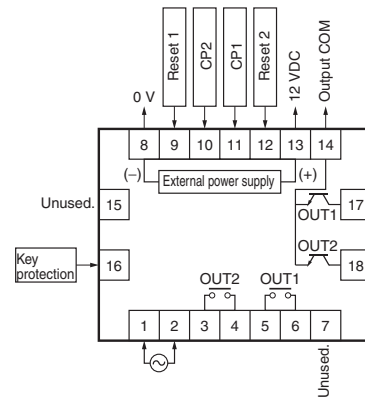 Reset 1
CP2
CP1
Reset 2
12 VDC
Output COM
0 V
8 9 10 11 12 13 14
(−) External power supply (+)
Unused. 15
17
OUT1
Key
protection
16
OUT2
18
OUT2 OUT1
1 2 3 4 5 6 7
Unused.